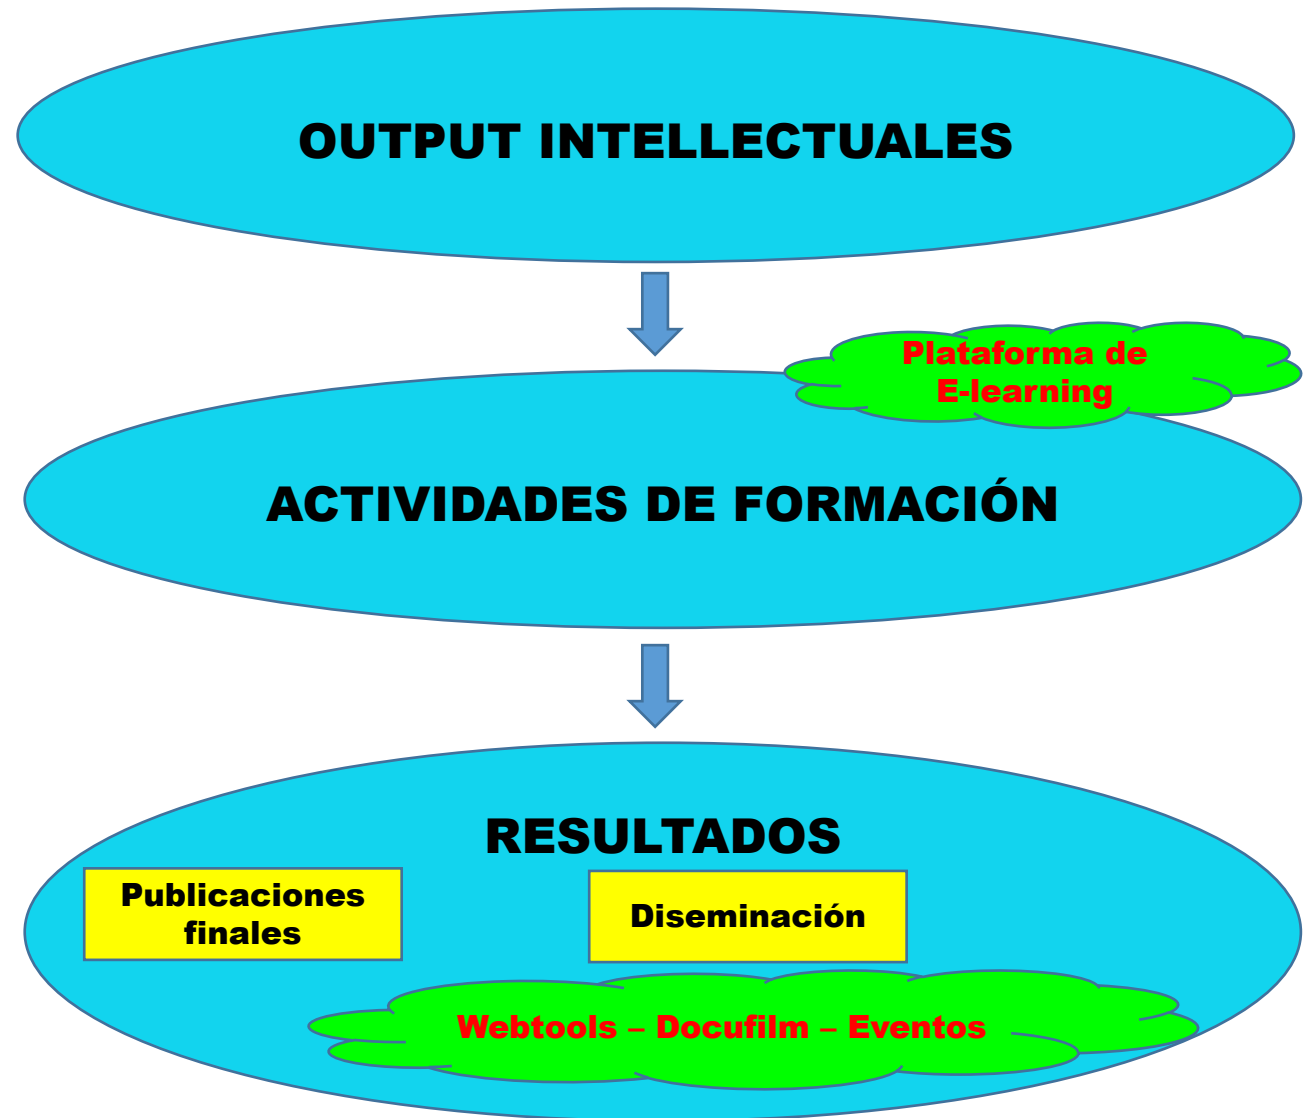 OUTPUT INTELLECTUALES
Plataforma de
E-learning
ACTIVIDADES DE FORMACIÓN
RESULTADOS
Publicaciones
finales
Diseminación
Webtools – Docufilm – Eventos